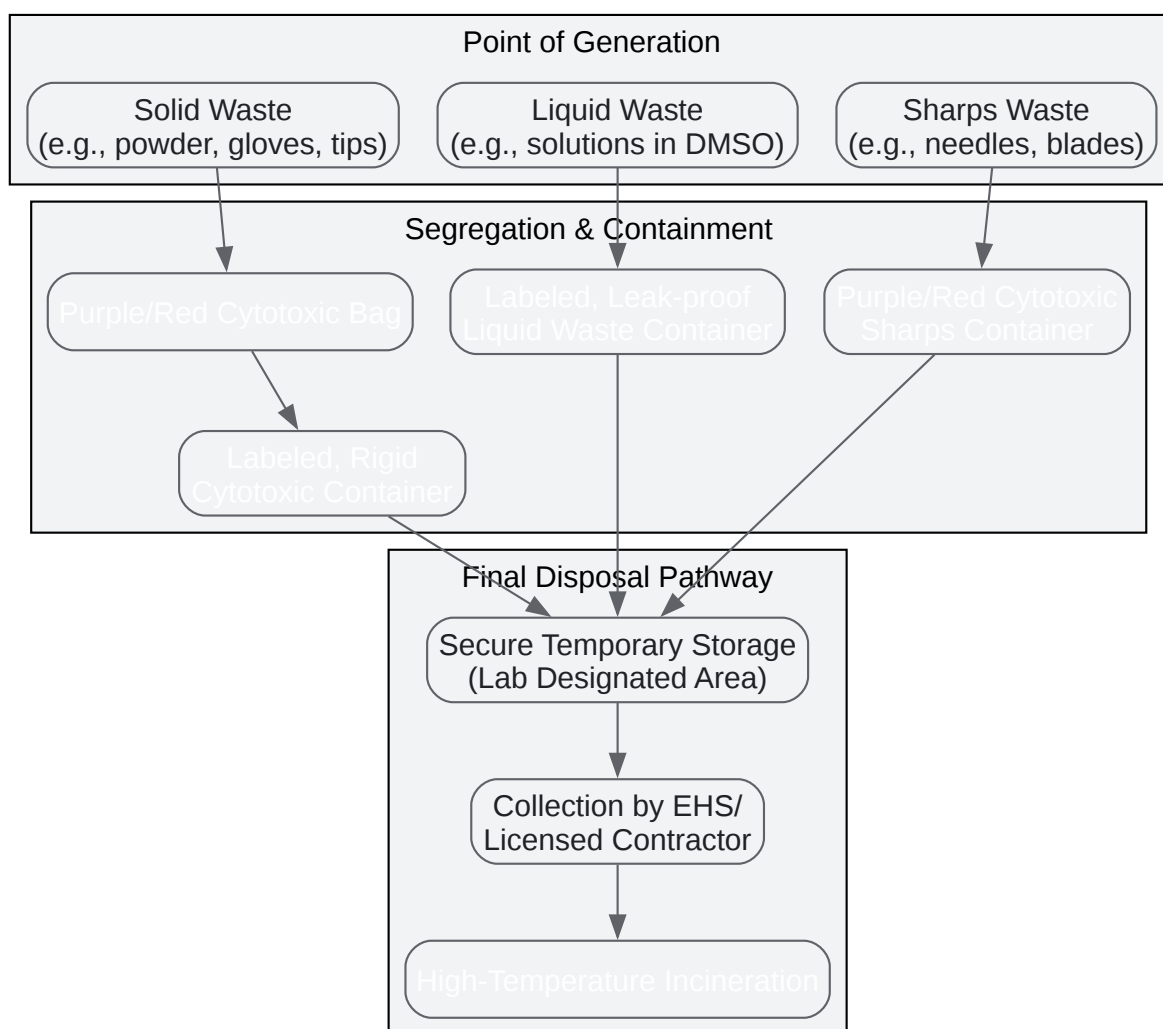 Point of Generation
Solid Waste
(e.g., powder, gloves, tips)
Liquid Waste
(e.g., solutions in DMSO)
Sharps Waste
(e.g., needles, blades)
Segregation & Containment
Purple/Red Cytotoxic Bag
Labeled, Leak-proof
Liquid Waste Container
Purple/Red Cytotoxic
Sharps Container
Labeled, Rigid
Cytotoxic Container
Final Disposal Pathway
Secure Temporary Storage
(Lab Designated Area)
Collection by EHS/
Licensed Contractor
High-Temperature Incineration